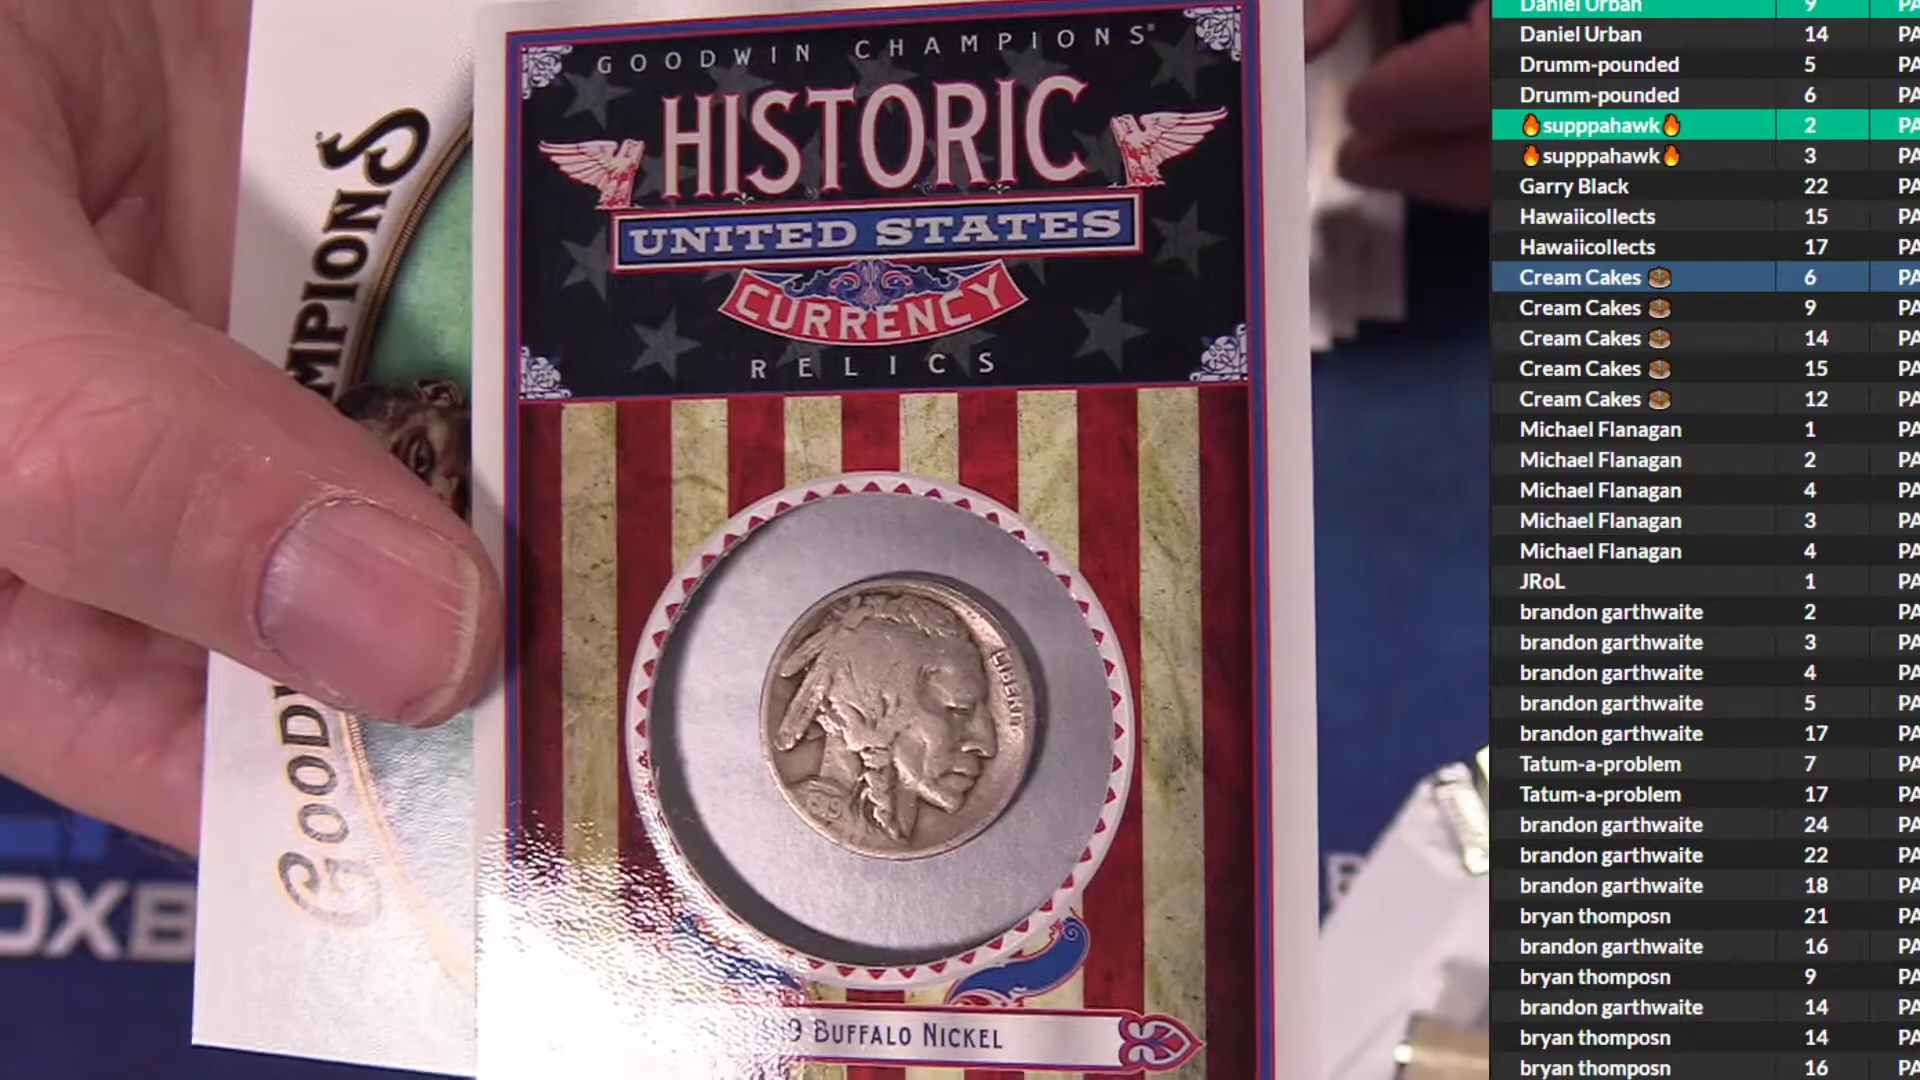 GOODWIN CHAMPIONS
HISTORIC
UNITED STATES
CURRENCY
RELICS
LIBERTY
1919
BUFFALO NICKEL
MPIONS
GOOD
OXB
Daniel Urban 9 PA
Daniel Urban 14 PA
Drumm-pounded 5 PA
Drumm-pounded 6 PA
🔥supppahawk🔥 2 PA
🔥supppahawk🔥 3 PA
Garry Black 22 PA
Hawaiicollects 15 PA
Hawaiicollects 17 PA
Cream Cakes 6 PA
Cream Cakes 9 PA
Cream Cakes 14 PA
Cream Cakes 15 PA
Cream Cakes 12 PA
Michael Flanagan 1 PA
Michael Flanagan 2 PA
Michael Flanagan 4 PA
Michael Flanagan 3 PA
Michael Flanagan 4 PA
JRoL 1 PA
brandon garthwaite 2 PA
brandon garthwaite 3 PA
brandon garthwaite 4 PA
brandon garthwaite 5 PA
brandon garthwaite 17 PA
Tatum-a-problem 7 PA
Tatum-a-problem 17 PA
brandon garthwaite 24 PA
brandon garthwaite 22 PA
brandon garthwaite 18 PA
bryan thomposn 21 PA
brandon garthwaite 16 PA
bryan thomposn 9 PA
brandon garthwaite 14 PA
bryan thomposn 14 PA
bryan thomposn 16 PA